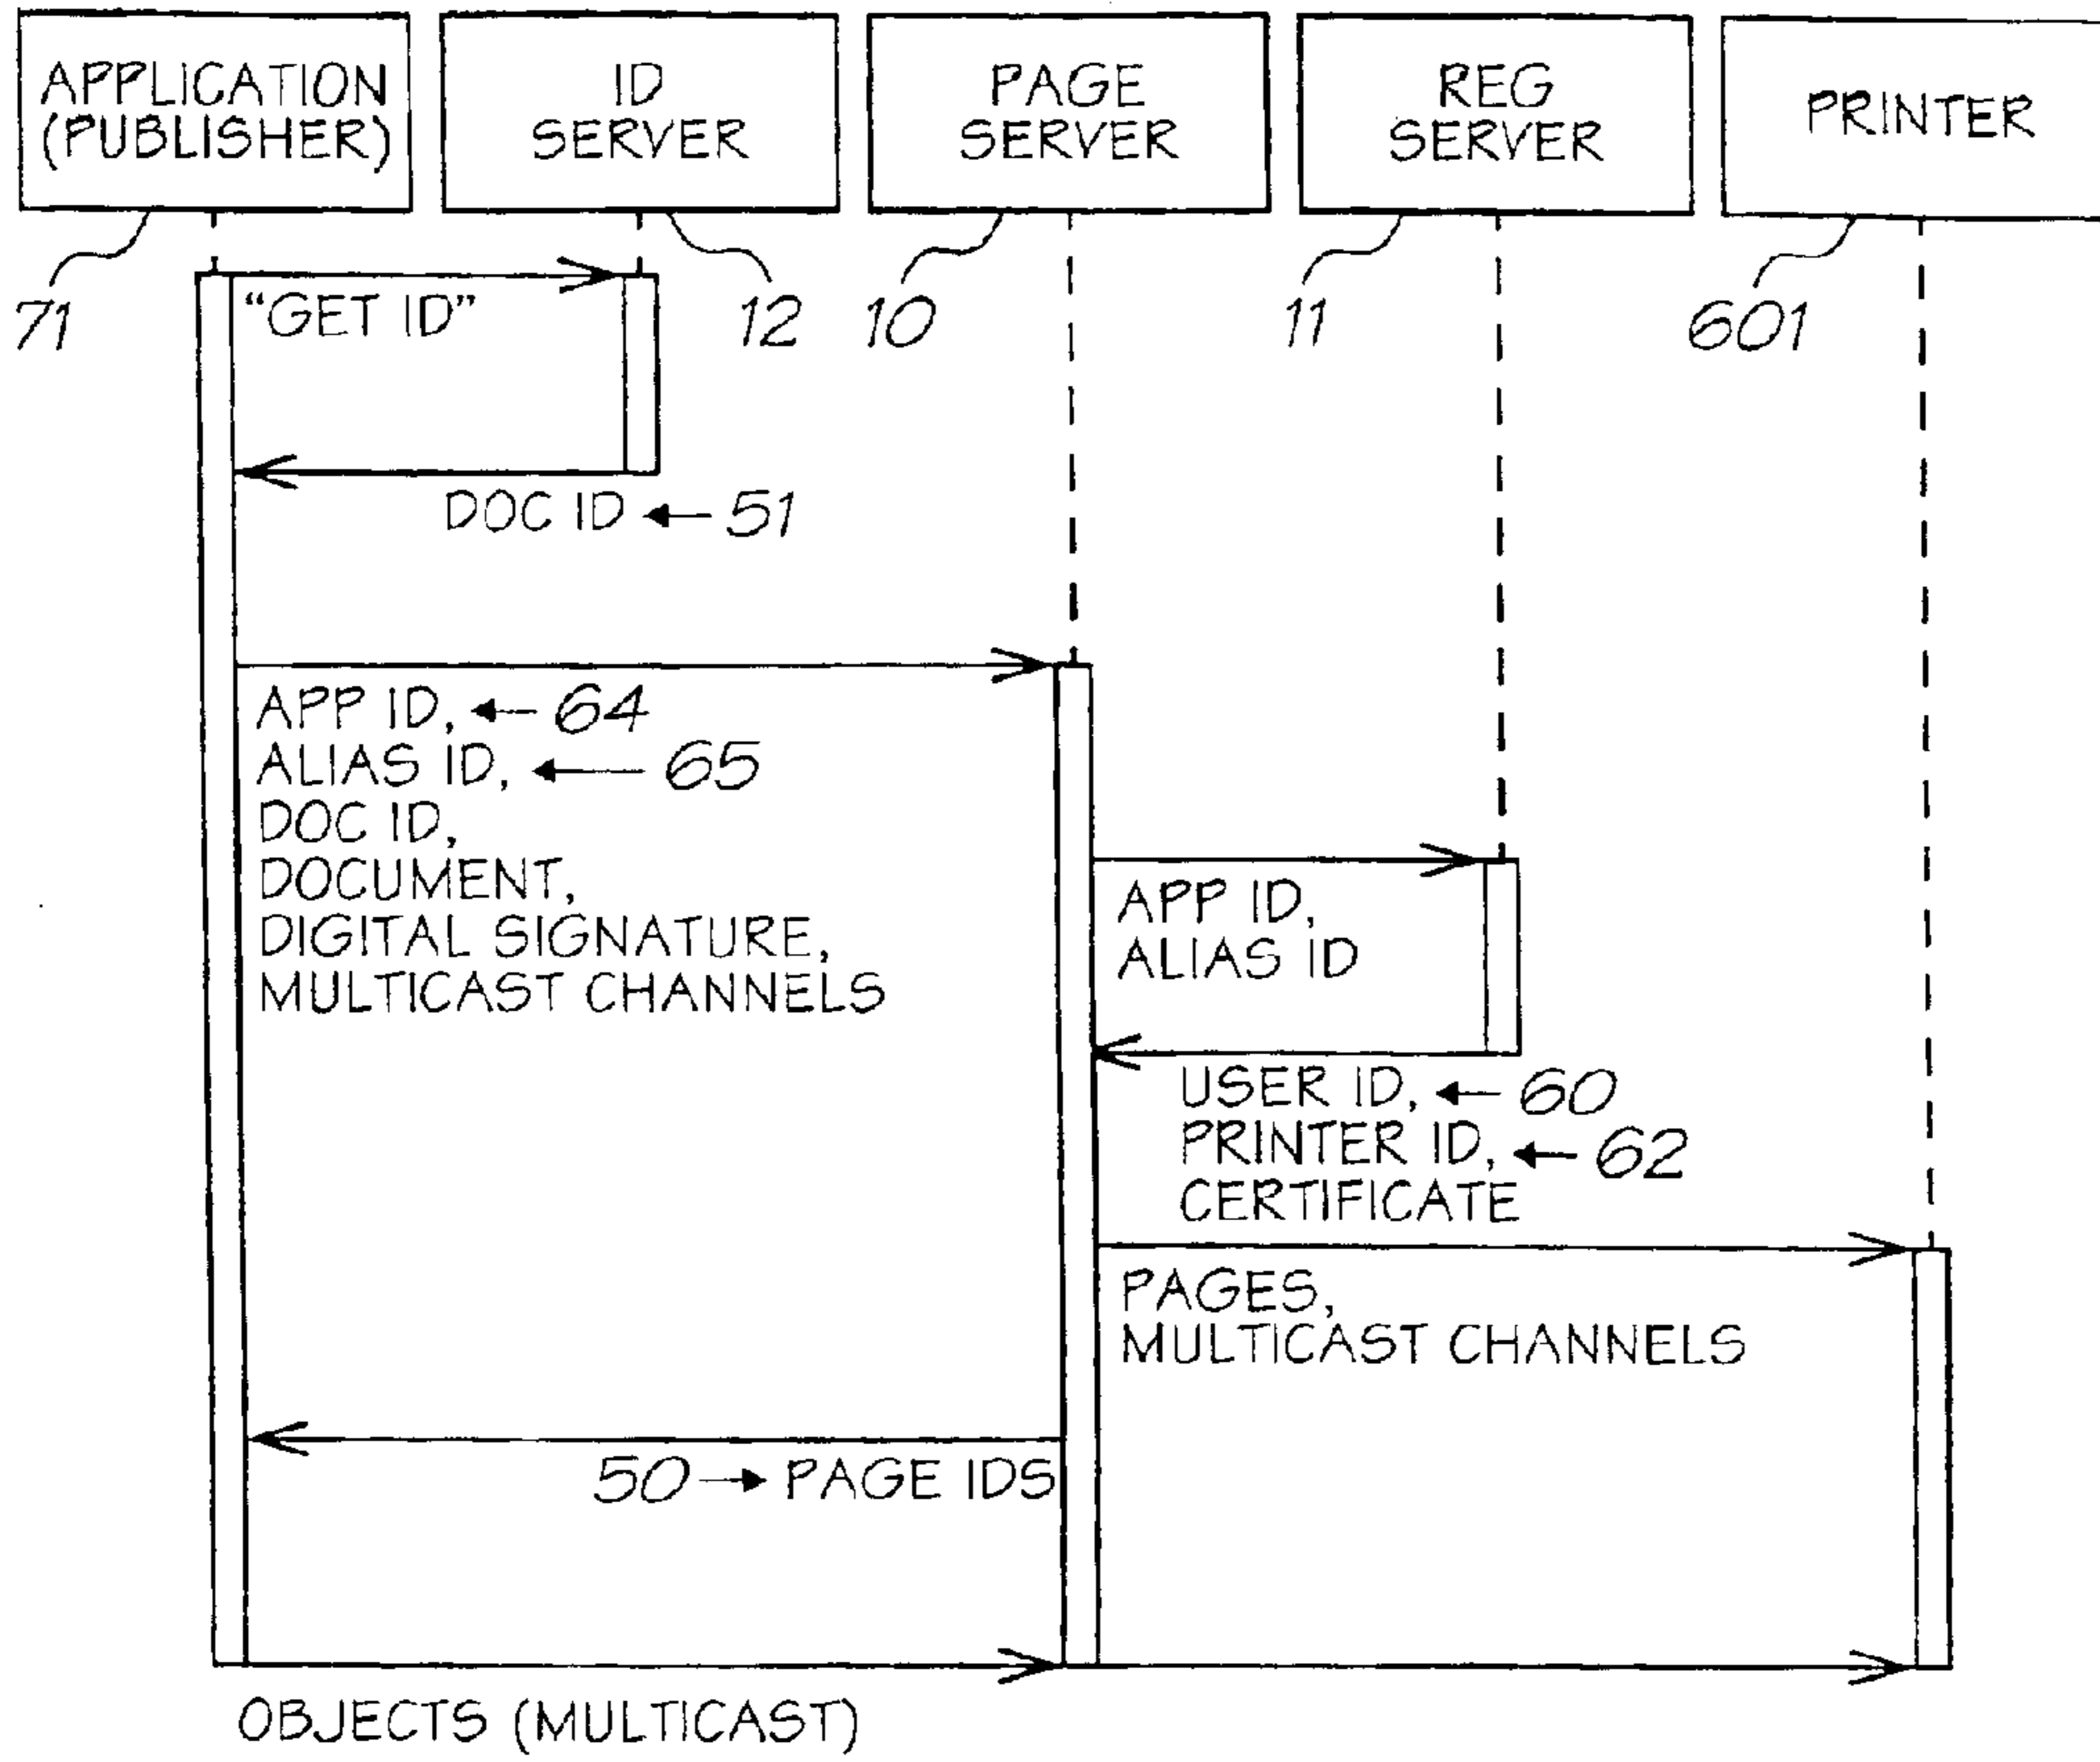 APPLICATION
(PUBLISHER)
ID
SERVER
PAGE
SERVER
REG
SERVER
PRINTER
71
12
10
11
601
"GET ID"
DOC ID 51
APP ID, 64
ALIAS ID, 65
DOC ID,
DOCUMENT,
DIGITAL SIGNATURE,
MULTICAST CHANNELS
APP ID,
ALIAS ID
USER ID, 60
PRINTER ID, 62
CERTIFICATE
PAGES,
MULTICAST CHANNELS
50 PAGE IDS
OBJECTS (MULTICAST)